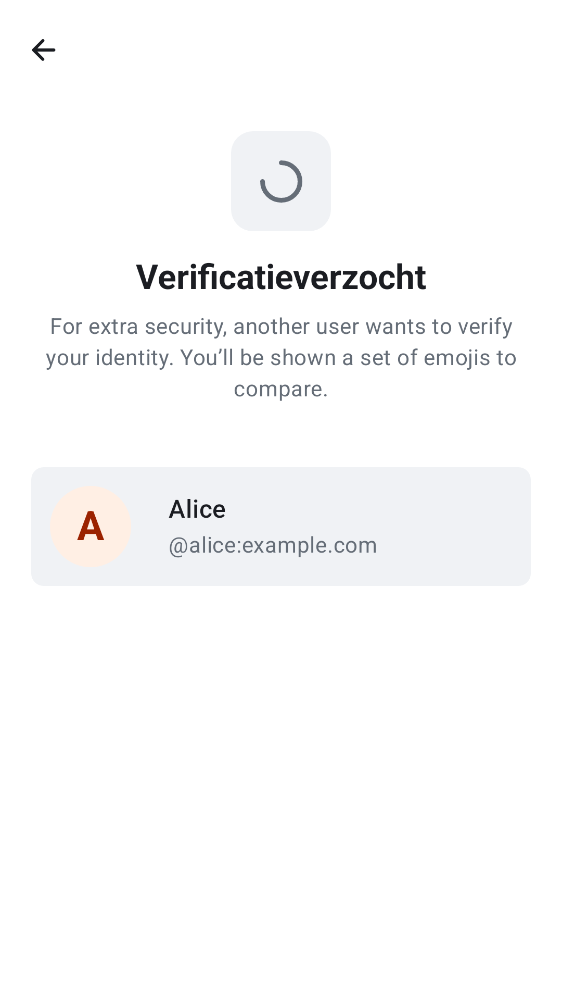 Verificatieverzocht
For extra security, another user wants to verify
your identity. You’ll be shown a set of emojis to
compare.
A
Alice
@alice:example.com